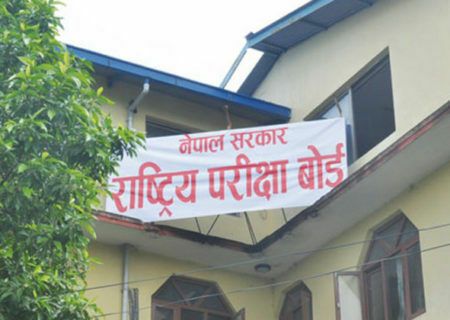 नेपाल सरकार
राष्ट्रिय परीक्षा बोर्ड